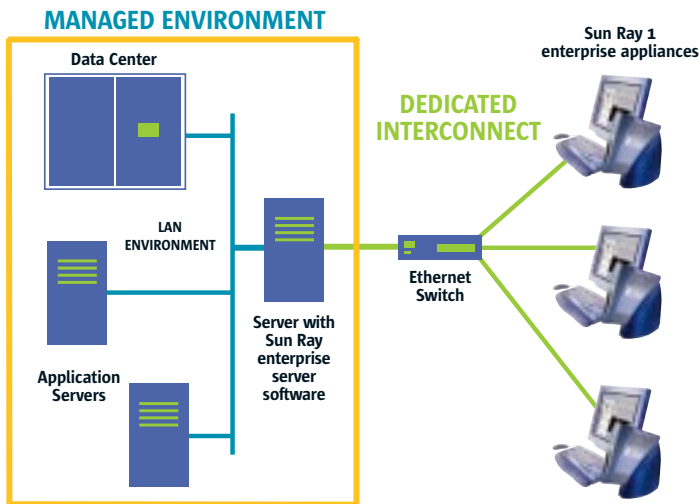 MANAGED ENVIRONMENT
Data Center
LAN
ENVIRONMENT
Application
Servers
Server with
Sun Ray
enterprise
server
software
DEDICATED
INTERCONNECT
Ethernet
Switch
Sun Ray 1
enterprise appliances